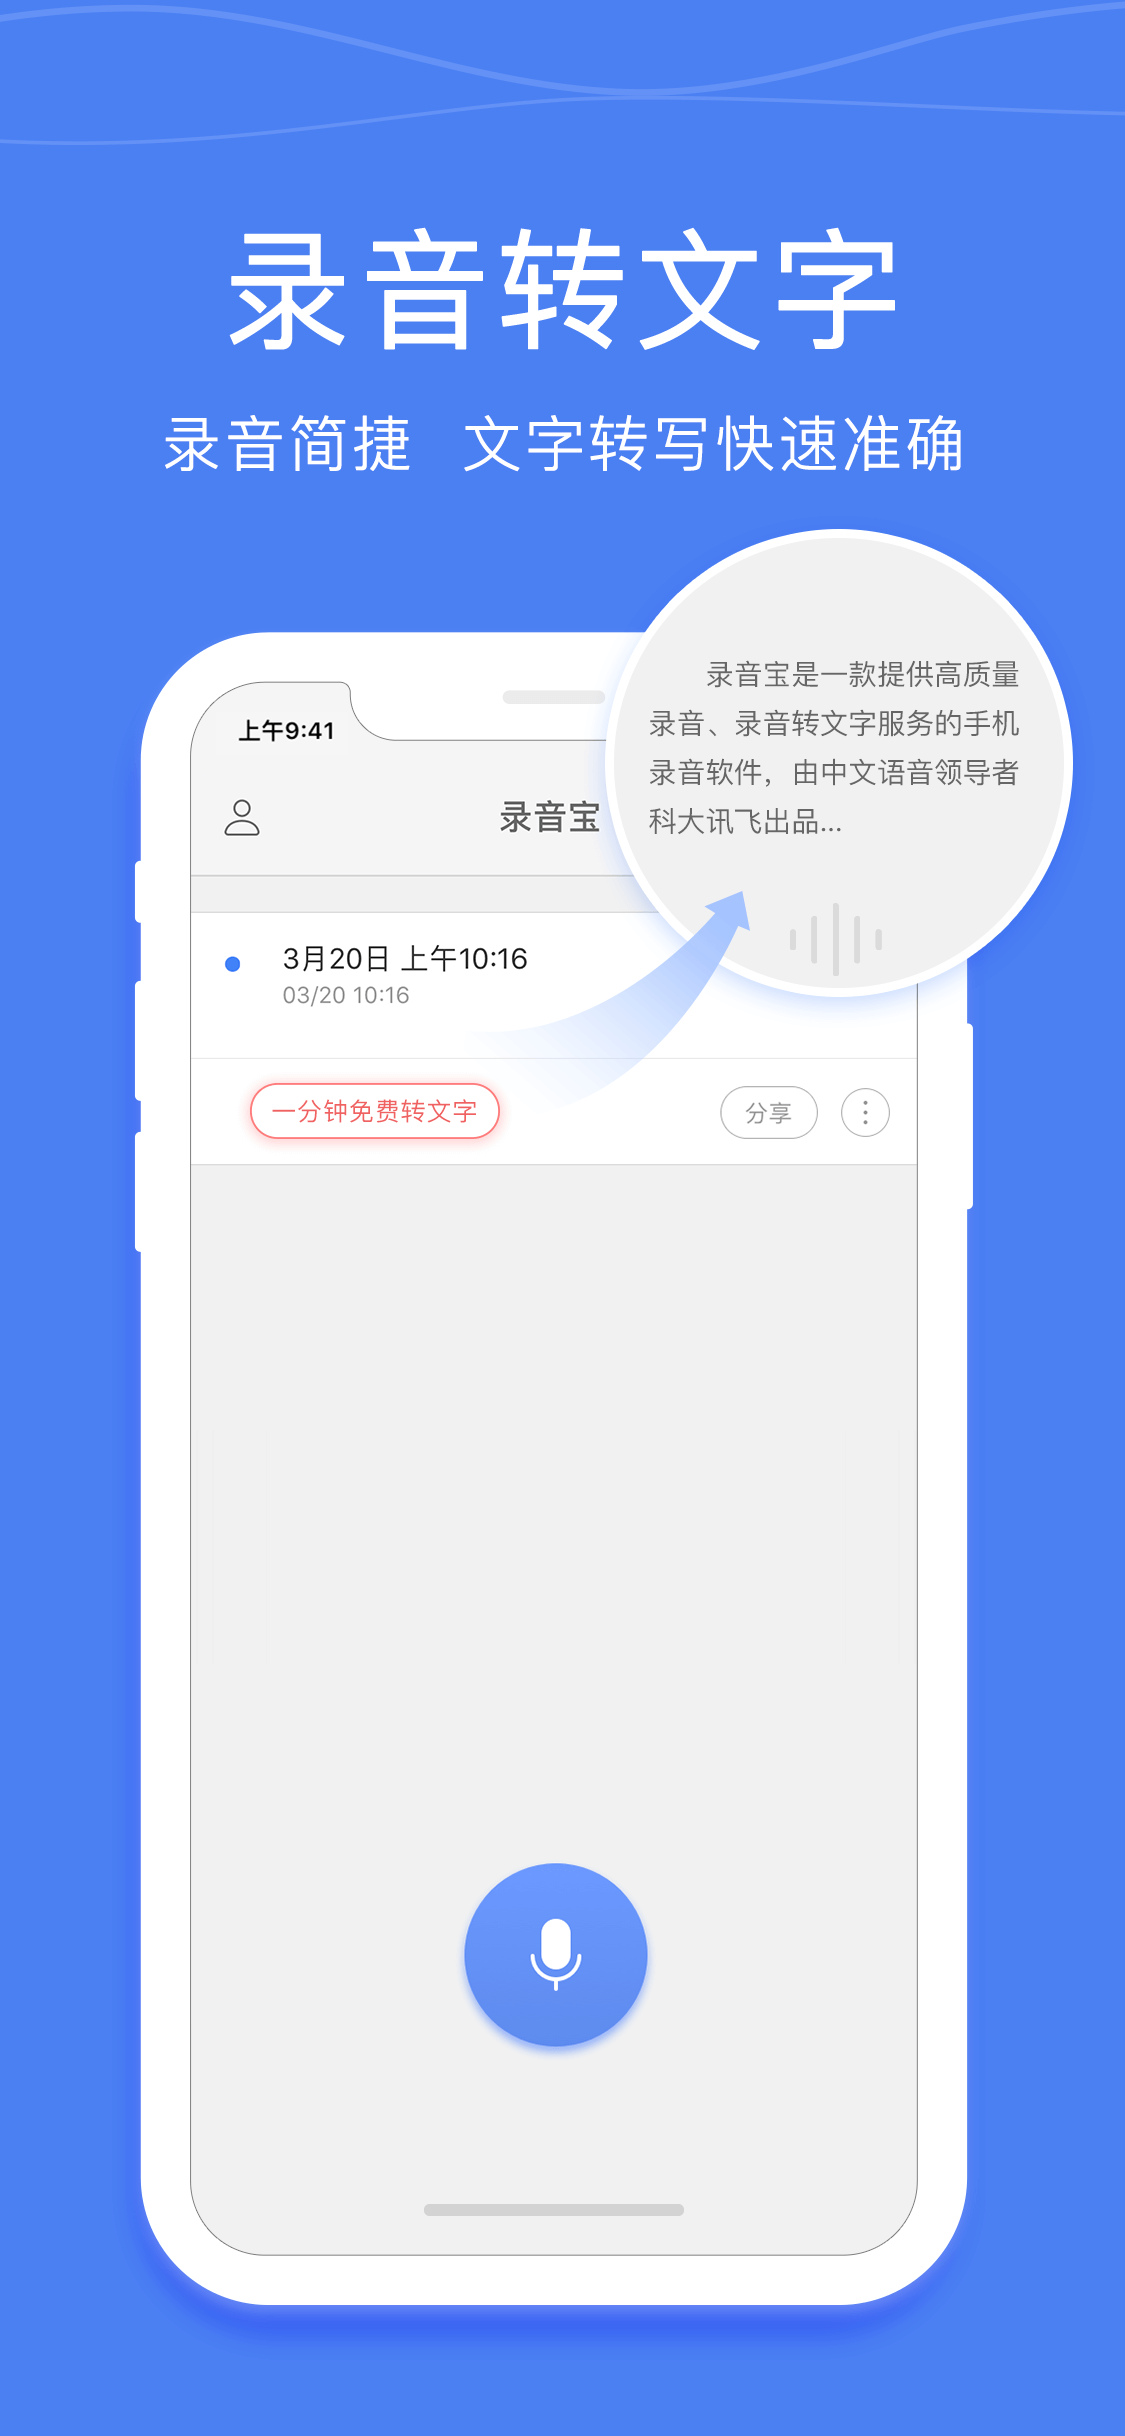 录音转文字
录音简捷 文字转写快速准确
录音宝是一款提供高质量
录音、录音转文字服务的手机
录音软件，由中文语音领导者
科大讯飞出品...
上午9:41
录音宝
3月20日 上午10:16
03/20 10:16
一分钟免费转文字
分享